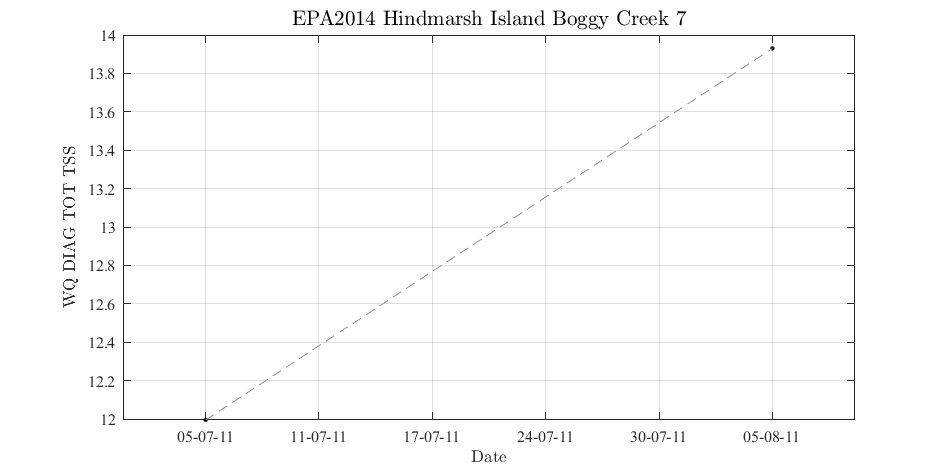 EPA2014 Hindmarsh Island Boggy Creek 7
14
13.8
13.6
13.4
13.2
13
12.8
12.6
12.4
12.2
12
WQ DIAG TOT TSS
05-07-11 11-07-11 17-07-11 24-07-11 30-07-11 05-08-11
Date